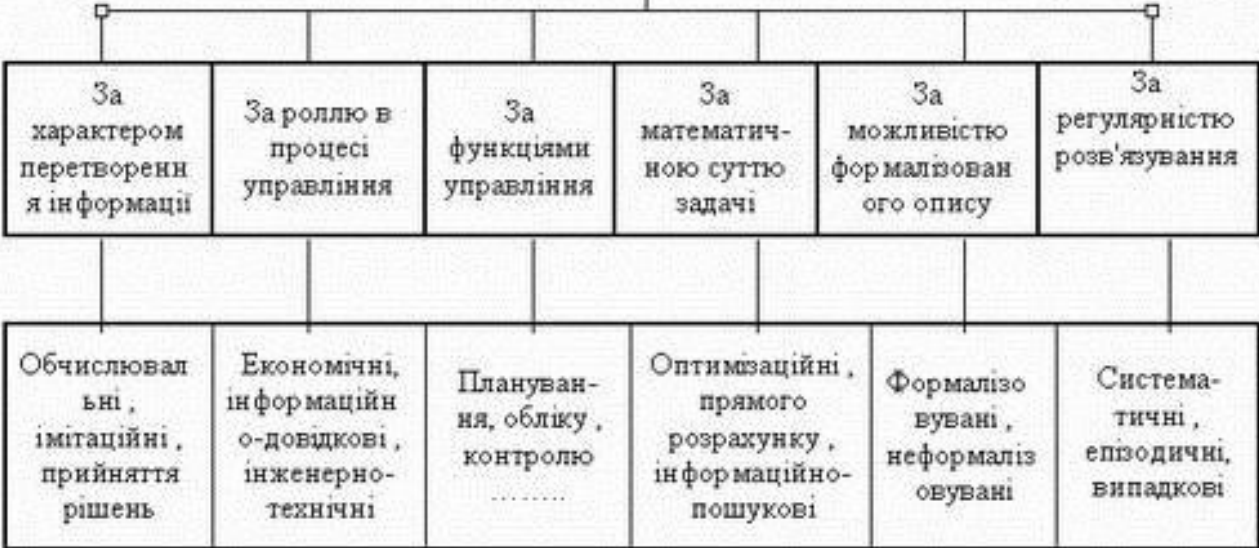 За
характером
перетворенн
я інформації
За роллю в
процесі
управління
За
функціями
управління
За
математич-
ною суттю
задачі
За
можливістю
формалізован
ого опису
За
регулярністю
розв'язування
Обчислювал
ьні,
імітаційні,
прийняття
рішень
Економічні,
інформаційн
о-довідкові,
інженерно-
технічні
Плануван-
ня, обліку,
контролю
.........
Оптимізаційні,
прямого
розрахунку,
інформаційно-
пошукові
Формалізо
вувані,
неформаліз
овувані
Система-
тичні,
епізодичні,
випадкові